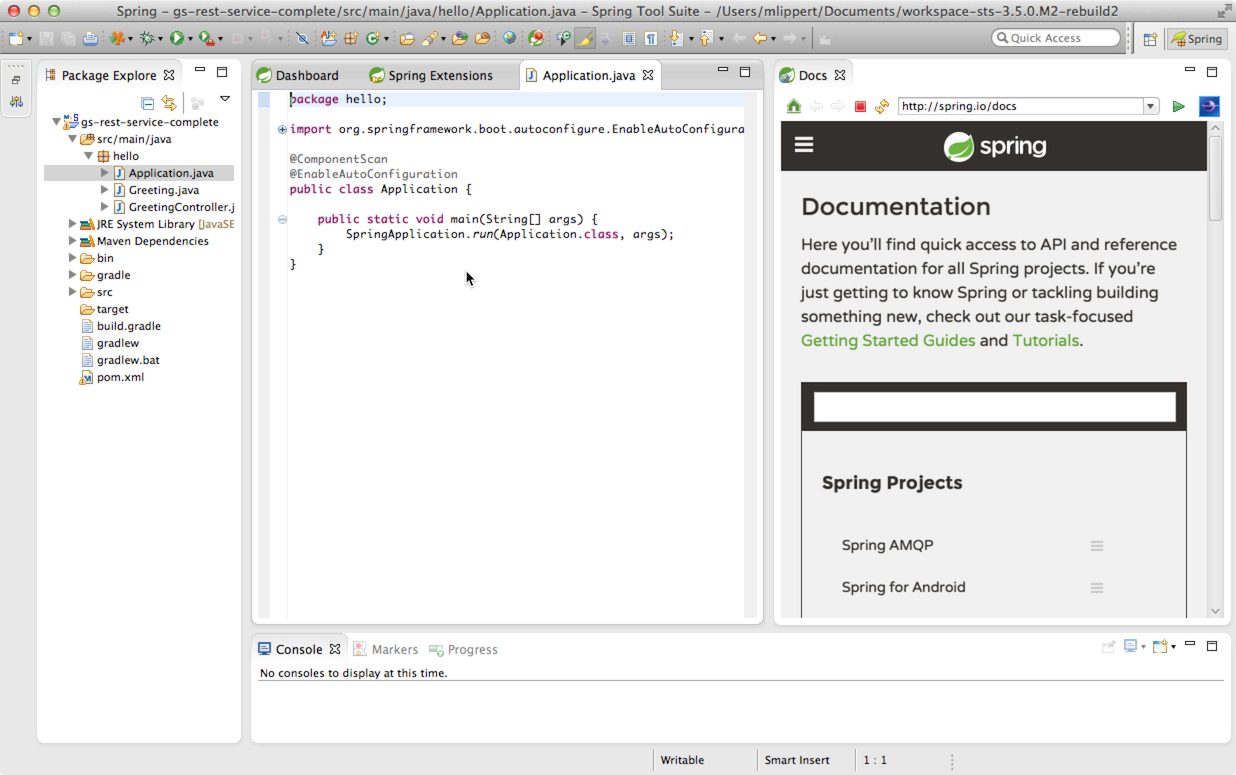 Spring – gs-rest-service-complete/src/main/java/hello/Application.java – Spring Tool Suite – /Users/mlippert/Documents/workspace-sts-3.5.0.M2-rebuild2
Quick Access
Spring
Package Explorer
gs-rest-service-complete
src/main/java
hello
Application.java
Greeting.java
GreetingController.j
JRE System Library [JavaSE
Maven Dependencies
bin
gradle
src
target
build.gradle
gradlew
gradlew.bat
pom.xml
Dashboard
Spring Extensions
Application.java
package hello;
import org.springframework.boot.autoconfigure.EnableAutoConfigura
@ComponentScan
@EnableAutoConfiguration
public class Application {
public static void main(String[] args) {
SpringApplication.run(Application.class, args);
}
}
Docs
http://spring.io/docs
spring
Documentation
Here you'll find quick access to API and reference
documentation for all Spring projects. If you're
just getting to know Spring or tackling building
something new, check out our task-focused
Getting Started Guides and Tutorials.
Spring Projects
Spring AMQP
Spring for Android
Console
Markers
Progress
No consoles to display at this time.
Writable
Smart Insert
1 : 1